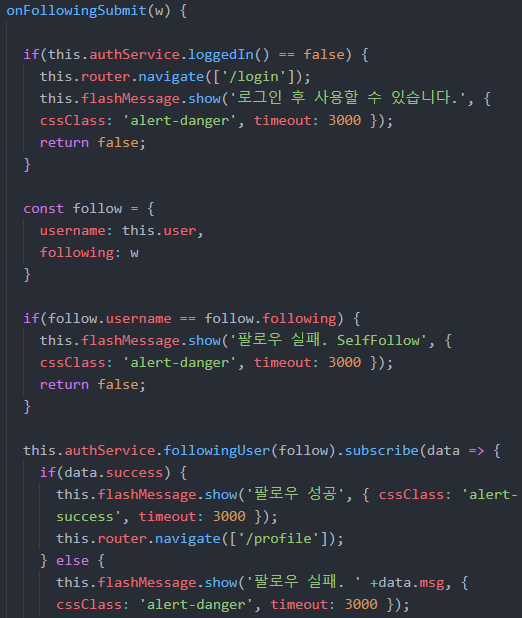 onFollowingSubmit(w) {
if(this.authService.loggedIn() == false) {
this.router.navigate(['/login']);
this.flashMessage.show('로그인 후 사용할 수 있습니다.', {
cssClass: 'alert-danger', timeout: 3000 });
return false;
}
const follow = {
username: this.user,
following: w
}
if(follow.username == follow.following) {
this.flashMessage.show('팔로우 실패. SelfFollow', {
cssClass: 'alert-danger', timeout: 3000 });
return false;
}
this.authService.followingUser(follow).subscribe(data => {
if(data.success) {
this.flashMessage.show('팔로우 성공', { cssClass: 'alert-
success', timeout: 3000 });
this.router.navigate(['/profile']);
} else {
this.flashMessage.show('팔로우 실패. ' +data.msg, {
cssClass: 'alert-danger', timeout: 3000 });